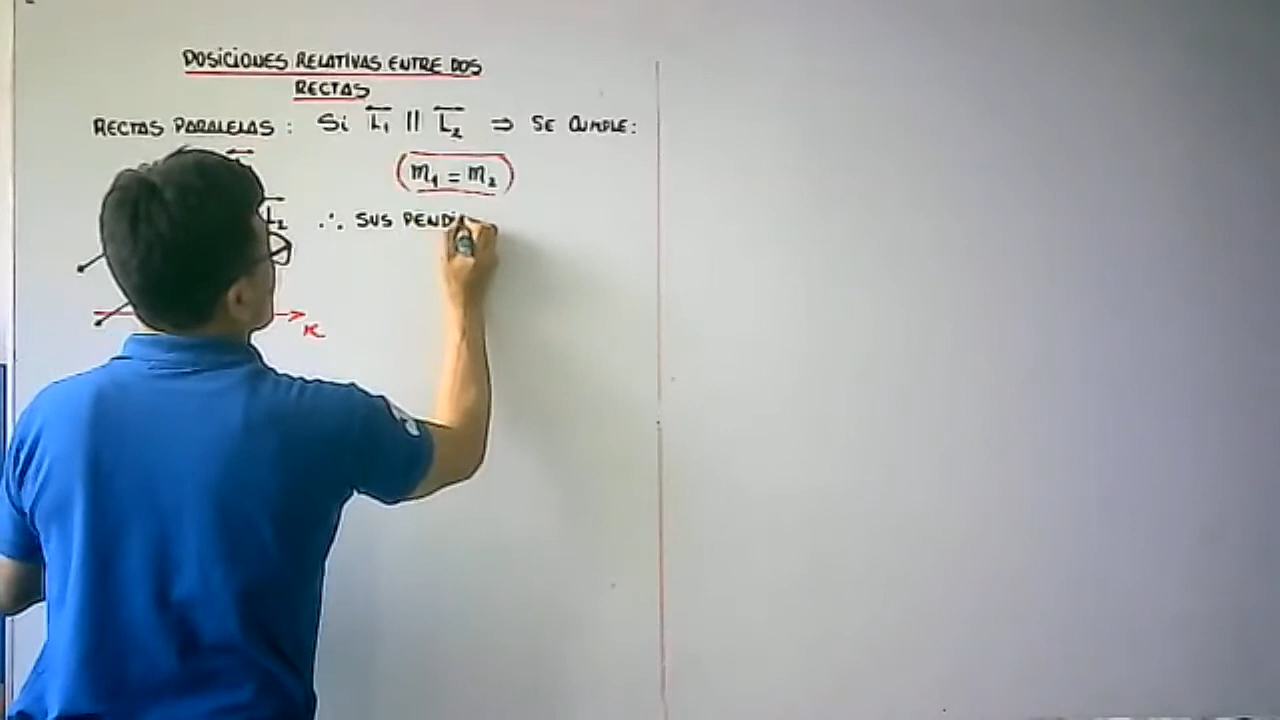 POSICIONES RELATIVAS ENTRE DOS
RECTAS
RECTAS PARALELAS : Si L₁ || L₂ ⇒ SE CUMPLE:
m₁ = m₂
L₂ ∴ SUS PENDI